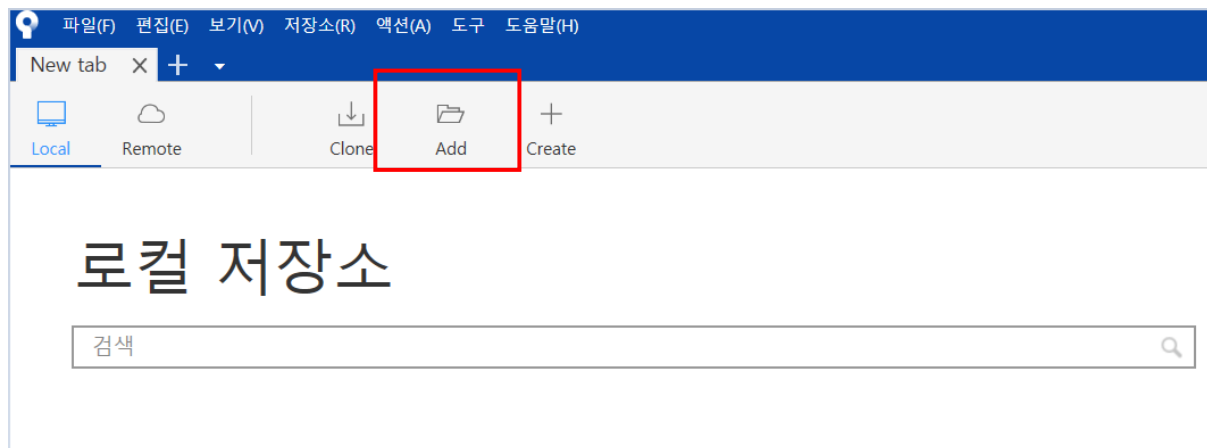 파일(F) 편집(E) 보기(V) 저장소(R) 액션(A) 도구 도움말(H)
New tab
Local Remote Clone Add Create
로컬 저장소
검색